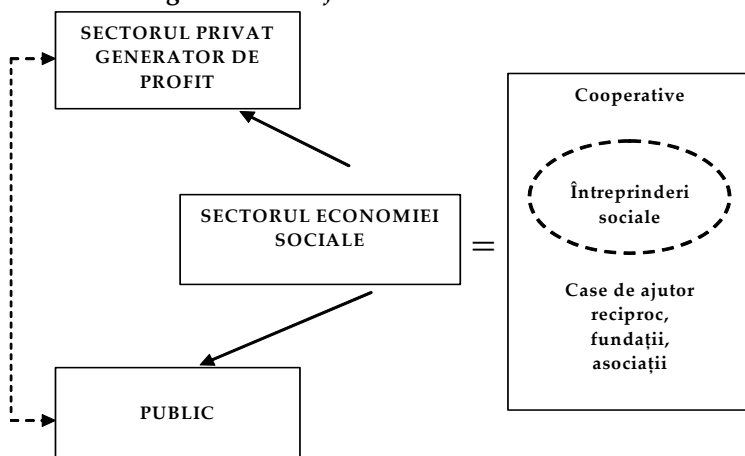 SECTORUL PRIVAT
GENERATOR DE
PROFIT
Cooperative
Întreprinderi
sociale
SECTORUL ECONOMIEI
SOCIALE
=
Case de ajutor
reciproc,
fundații,
asociații
PUBLIC